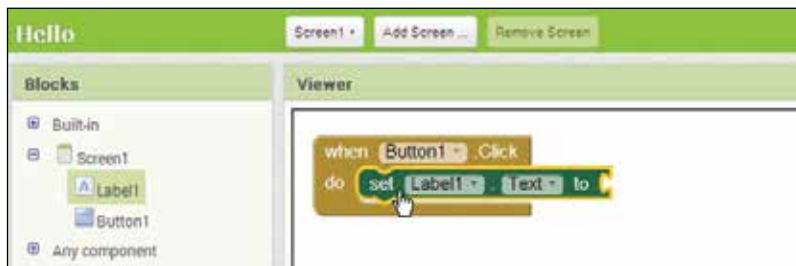 Hello
Screen1
Add Screen ...
Remove Screen
Blocks
Viewer
Built-in
Screen1
A Label1
Button1
Any component
when Button1 .Click
do set Label1 . Text to